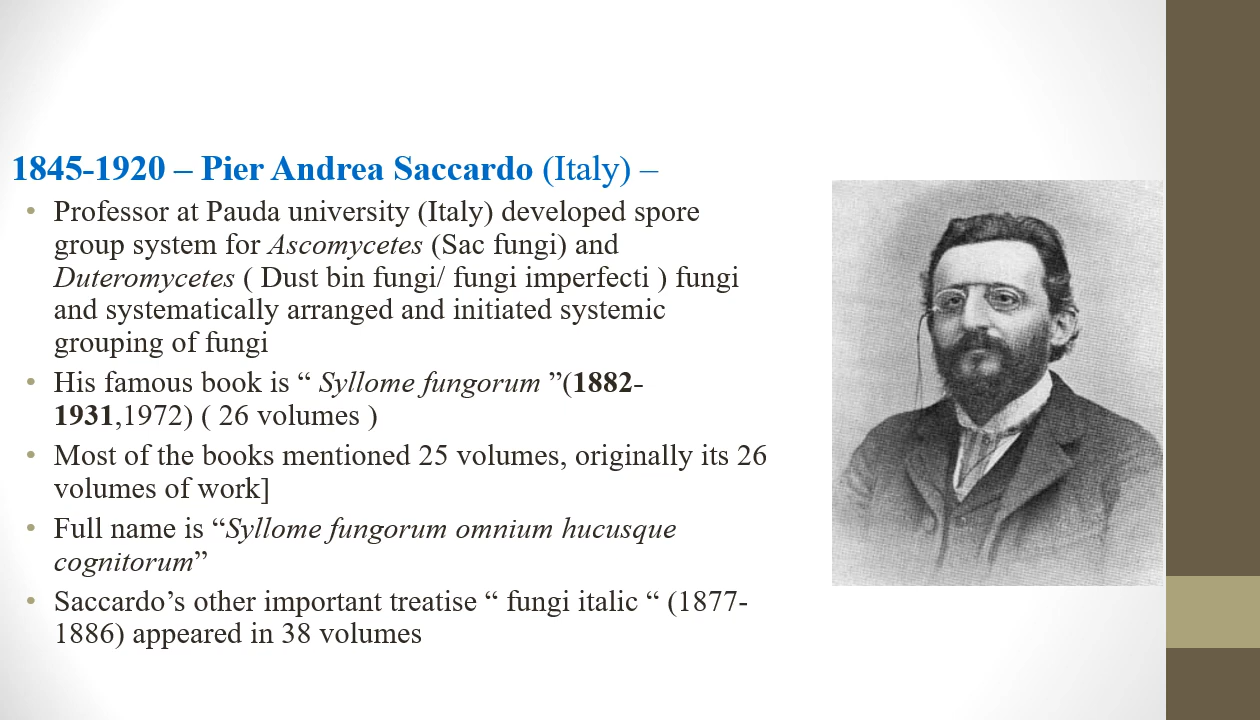 1845-1920 – Pier Andrea Saccardo (Italy) –
• Professor at Pauda university (Italy) developed spore
group system for Ascomycetes (Sac fungi) and
Duteromycetes ( Dust bin fungi/ fungi imperfecti ) fungi
and systematically arranged and initiated systemic
grouping of fungi
• His famous book is “ Syllome fungorum ”(1882-
1931,1972) ( 26 volumes )
• Most of the books mentioned 25 volumes, originally its 26
volumes of work]
• Full name is “Syllome fungorum omnium hucusque
cognitorum”
• Saccardo’s other important treatise “ fungi italic “ (1877-
1886) appeared in 38 volumes